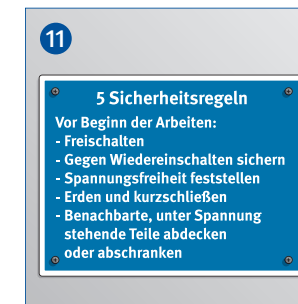 11
5 Sicherheitsregeln
Vor Beginn der Arbeiten:
- Freischalten
- Gegen Wiedereinschalten sichern
- Spannungsfreiheit feststellen
- Erden und kurzschließen
- Benachbarte, unter Spannung
stehende Teile abdecken
oder abschranken